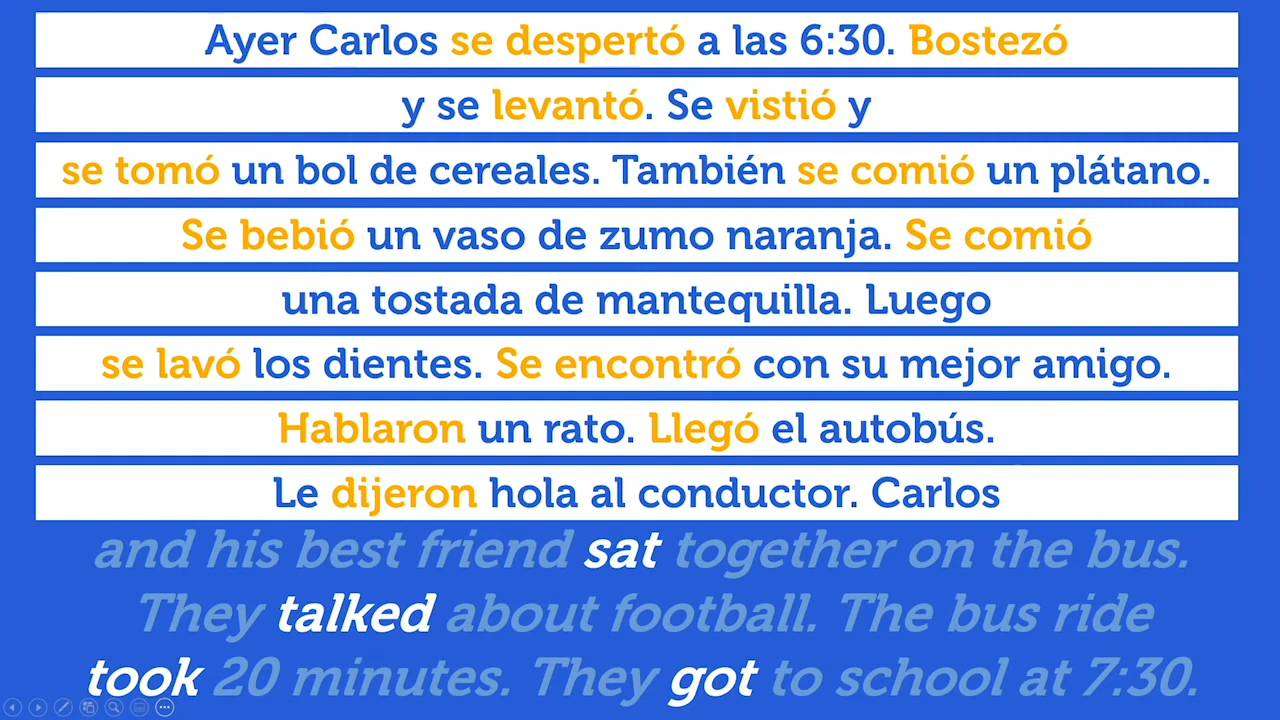 Ayer Carlos se despertó a las 6:30. Bostezó
y se levantó. Se vistió y
se tomó un bol de cereales. También se comió un plátano.
Se bebió un vaso de zumo naranja. Se comió
una tostada de mantequilla. Luego
se lavó los dientes. Se encontró con su mejor amigo.
Hablaron un rato. Llegó el autobús.
Le dijeron hola al conductor. Carlos
and his best friend sat together on the bus.
They talked about football. The bus ride
took 20 minutes. They got to school at 7:30.